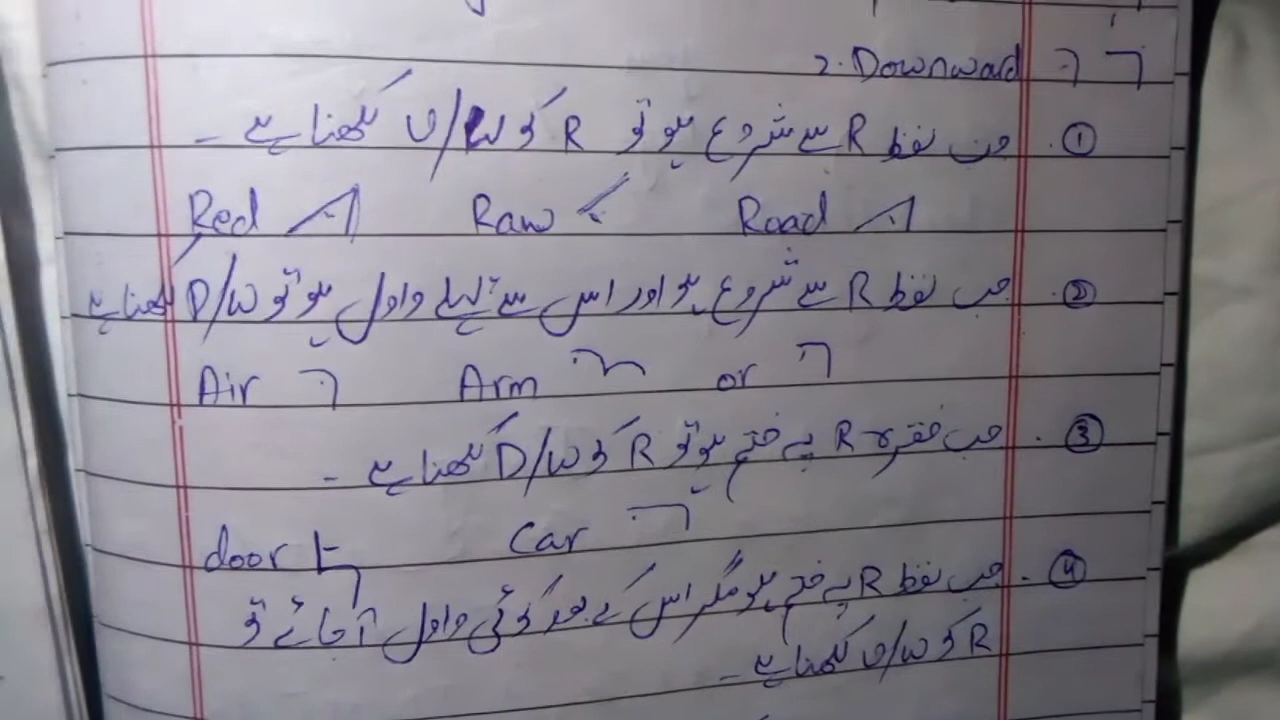 2. Downward
① جب لفظ R سے شروع ہو تو R کو U/W لکھنا ہے ۔
Red Raw Road
② جب لفظ R سے شروع ہو اور اس سے پہلے واول ہو تو D/W لکھنا ہے
Air Arm or
③ جب فقرہ R پے ختم ہو تو R کو D/W لکھنا ہے ۔
door Car
④ جب لفظ R پے ختم ہو مگر اس کے بعد کوئی واول آ جائے تو
R کو U/W لکھنا ہے ۔